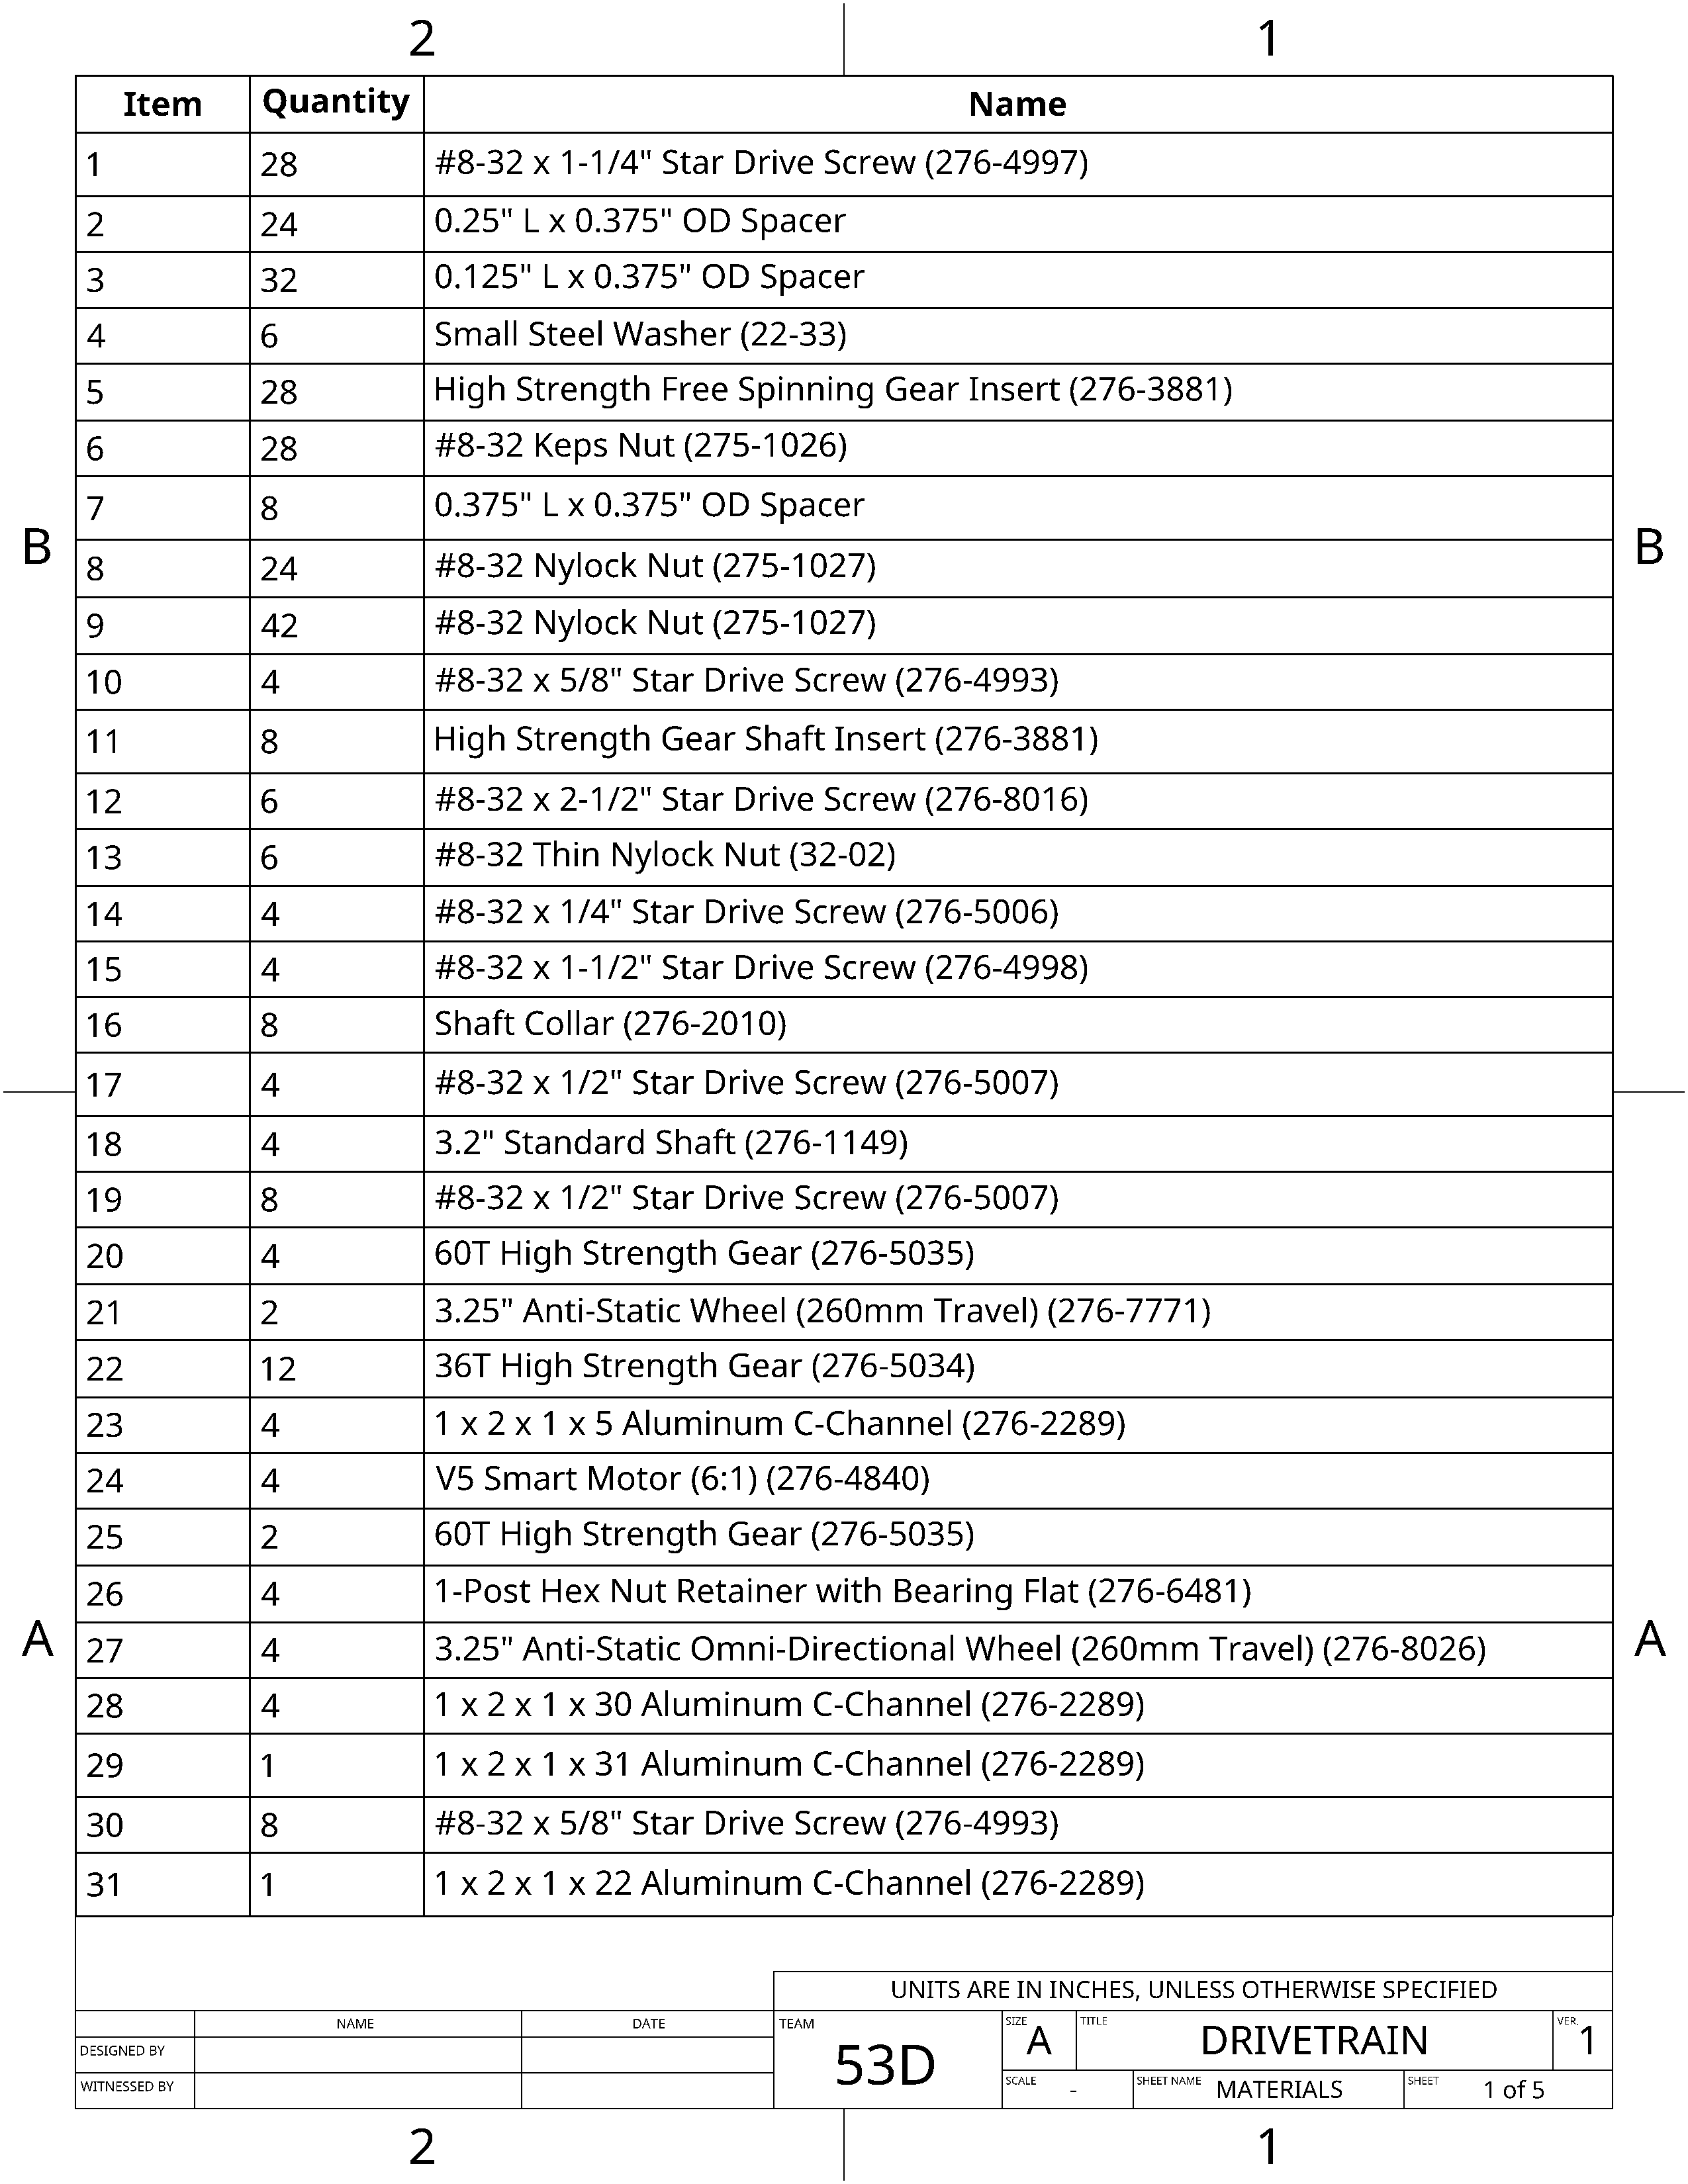 2 1
Item Quantity Name
1 28 #8-32 x 1-1/4" Star Drive Screw (276-4997)
2 24 0.25" L x 0.375" OD Spacer
3 32 0.125" L x 0.375" OD Spacer
4 6 Small Steel Washer (22-33)
5 28 High Strength Free Spinning Gear Insert (276-3881)
6 28 #8-32 Keps Nut (275-1026)
7 8 0.375" L x 0.375" OD Spacer
B B
8 24 #8-32 Nylock Nut (275-1027)
9 42 #8-32 Nylock Nut (275-1027)
10 4 #8-32 x 5/8" Star Drive Screw (276-4993)
11 8 High Strength Gear Shaft Insert (276-3881)
12 6 #8-32 x 2-1/2" Star Drive Screw (276-8016)
13 6 #8-32 Thin Nylock Nut (32-02)
14 4 #8-32 x 1/4" Star Drive Screw (276-5006)
15 4 #8-32 x 1-1/2" Star Drive Screw (276-4998)
16 8 Shaft Collar (276-2010)
17 4 #8-32 x 1/2" Star Drive Screw (276-5007)
18 4 3.2" Standard Shaft (276-1149)
19 8 #8-32 x 1/2" Star Drive Screw (276-5007)
20 4 60T High Strength Gear (276-5035)
21 2 3.25" Anti-Static Wheel (260mm Travel) (276-7771)
22 12 36T High Strength Gear (276-5034)
23 4 1 x 2 x 1 x 5 Aluminum C-Channel (276-2289)
24 4 V5 Smart Motor (6:1) (276-4840)
25 2 60T High Strength Gear (276-5035)
26 4 1-Post Hex Nut Retainer with Bearing Flat (276-6481)
A A
27 4 3.25" Anti-Static Omni-Directional Wheel (260mm Travel) (276-8026)
28 4 1 x 2 x 1 x 30 Aluminum C-Channel (276-2289)
29 1 1 x 2 x 1 x 31 Aluminum C-Channel (276-2289)
30 8 #8-32 x 5/8" Star Drive Screw (276-4993)
31 1 1 x 2 x 1 x 22 Aluminum C-Channel (276-2289)
UNITS ARE IN INCHES, UNLESS OTHERWISE SPECIFIED
NAME DATE TEAM SIZE TITLE VER.
DESIGNED BY 53D A DRIVETRAIN 1
WITNESSED BY SCALE - SHEET NAME MATERIALS SHEET 1 of 5
2 1